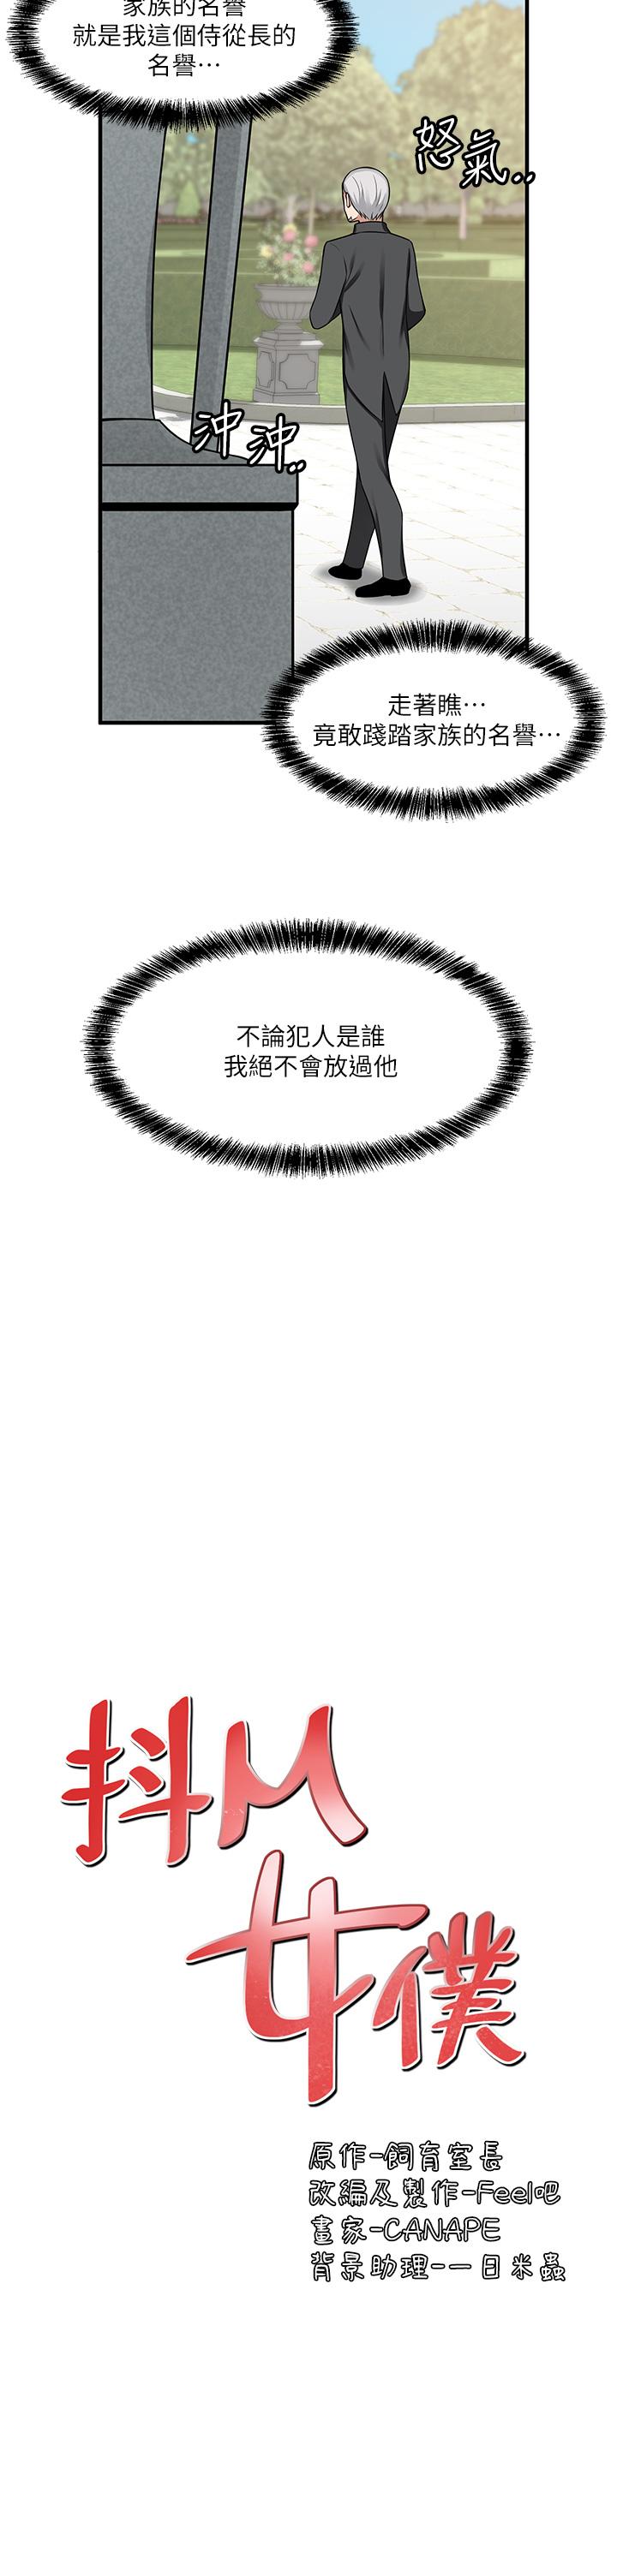 家族的名譽
就是我這個侍從長的
名譽⋯
怒氣..
沖沖..
走著瞧⋯
竟敢踐踏家族的名譽⋯
不論犯人是誰
我絕不會放過他
抖M
女僕
原作-飼育室長
改編及製作-Feel吧
畫家-CANAPE
背景助理-一日米蟲